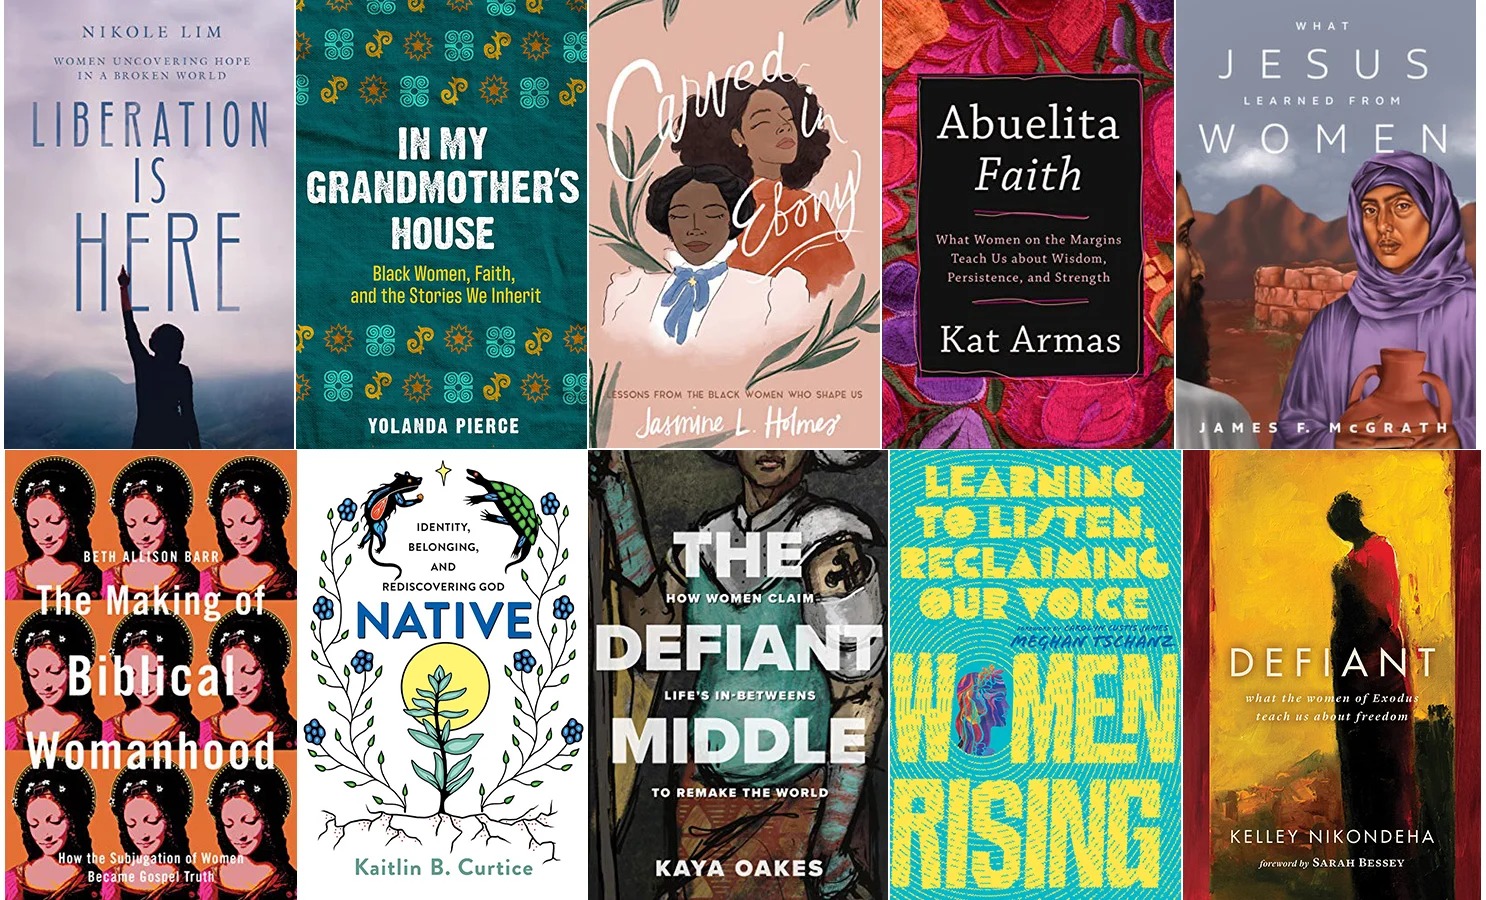 NIKOLE LIM
WOMEN UNCOVERING HOPE
IN A BROKEN WORLD
LIBERATION
IS
HERE
IN MY
GRANDMOTHER'S
HOUSE
Black Women, Faith,
and the Stories We Inherit
YOLANDA PIERCE
Carved
in
Ebony
LESSONS FROM THE BLACK WOMEN WHO SHAPE US
Jasmine L. Holmes
Abuelita
Faith
What Women on the Margins
Teach Us about Wisdom,
Persistence, and Strength
Kat Armas
WHAT
JESUS
LEARNED FROM
WOMEN
JAMES F. McGRATH
BETH ALLISON BARR
The Making of
Biblical
Womanhood
How the Subjugation of Women
Became Gospel Truth
IDENTITY,
BELONGING,
AND
REDISCOVERING GOD
NATIVE
Kaitlin B. Curtice
THE
HOW WOMEN CLAIM
DEFIANT
LIFE'S IN-BETWEENS
MIDDLE
TO REMAKE THE WORLD
KAYA OAKES
LEARNING
TO LISTEN,
RECLAIMING
OUR VOICE
FOREWORD BY CAROLYN CUSTIS JAMES
MEGHAN TSCHANZ
WOMEN
RISING
DEFIANT
what the women of Exodus
teach us about freedom
KELLEY NIKONDEHA
foreword by SARAH BESSEY